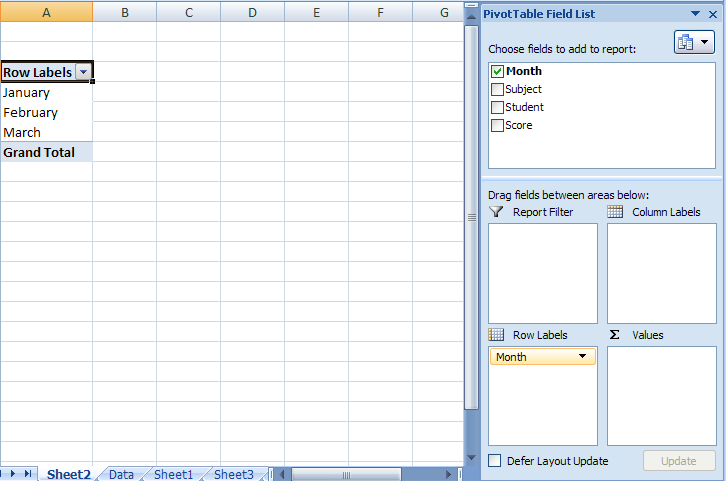 A B C D E F G
Row Labels
January
February
March
Grand Total
Sheet2 Data Sheet1 Sheet3
PivotTable Field List
Choose fields to add to report:
Month
Subject
Student
Score
Drag fields between areas below:
Report Filter Column Labels
Row Labels Σ Values
Month
Defer Layout Update Update